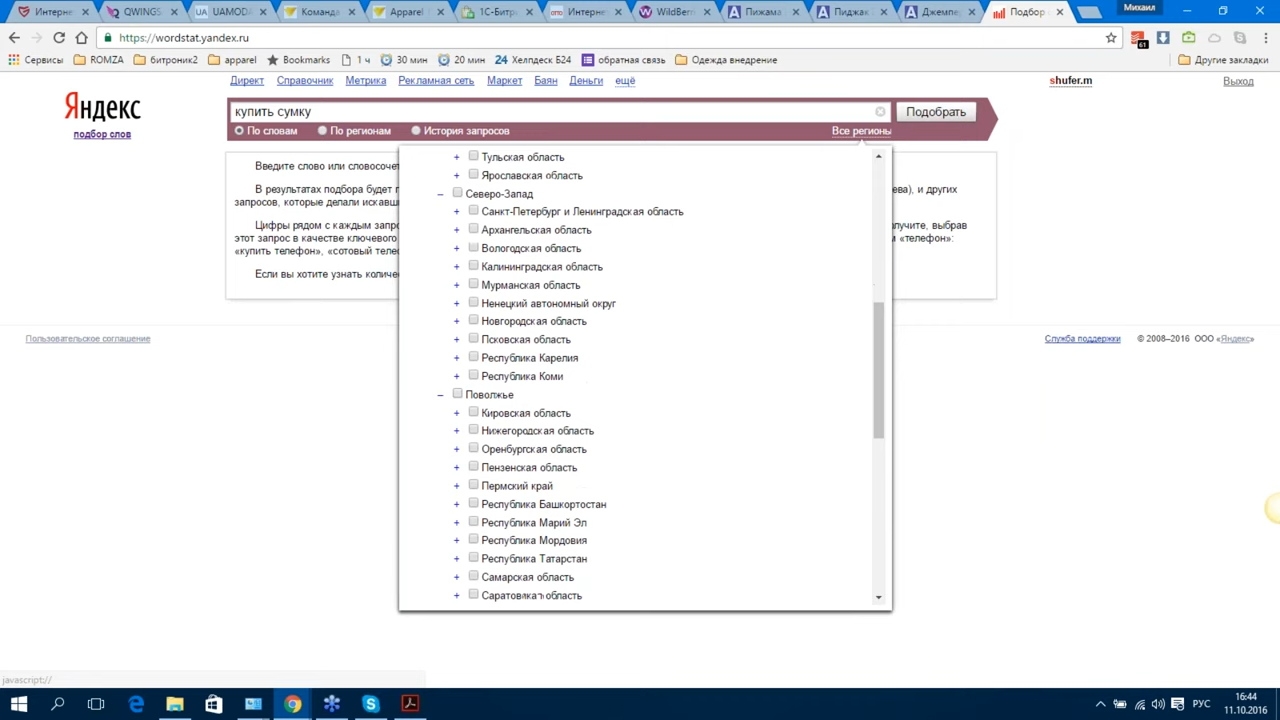 Интерне
QWINGS
UAMODA
Команда
Apparel
1С-Битр
Интерне
WildBerr
Пижама
Пиджак
Джемпе
Подбор
Михаил
https://wordstat.yandex.ru
61
Сервисы
ROMZA
битроник2
apparel
Bookmarks
1 ч
30 мин
20 мин
24 Хелпдеск Б24
обратная связь
Одежда внедрение
Другие закладки
Директ
Справочник
Метрика
Рекламная сеть
Маркет
Баян
Деньги
ещё
shufer.m
Выход
Яндекс
подбор слов
купить сумку
Подобрать
По словам
По регионам
История запросов
Все регионы
Введите слово или словосочет
В результатах подбора будет п
ева), и других
запросов, которые делали искавши
Цифры рядом с каждым запро
олучите, выбрав
этот запрос в качестве ключевого
м «телефон»:
«купить телефон», «сотовый теле
Если вы хотите узнать количес
Тульская область
Ярославская область
Северо-Запад
Санкт-Петербург и Ленинградская область
Архангельская область
Вологодская область
Калининградская область
Мурманская область
Ненецкий автономный округ
Новгородская область
Псковская область
Республика Карелия
Республика Коми
Поволжье
Кировская область
Нижегородская область
Оренбургская область
Пензенская область
Пермский край
Республика Башкортостан
Республика Марий Эл
Республика Мордовия
Республика Татарстан
Самарская область
область
Пользовательское соглашение
Служба поддержки
© 2008–2016 ООО «Яндекс»
javascript://
РУС
16:44
11.10.2016